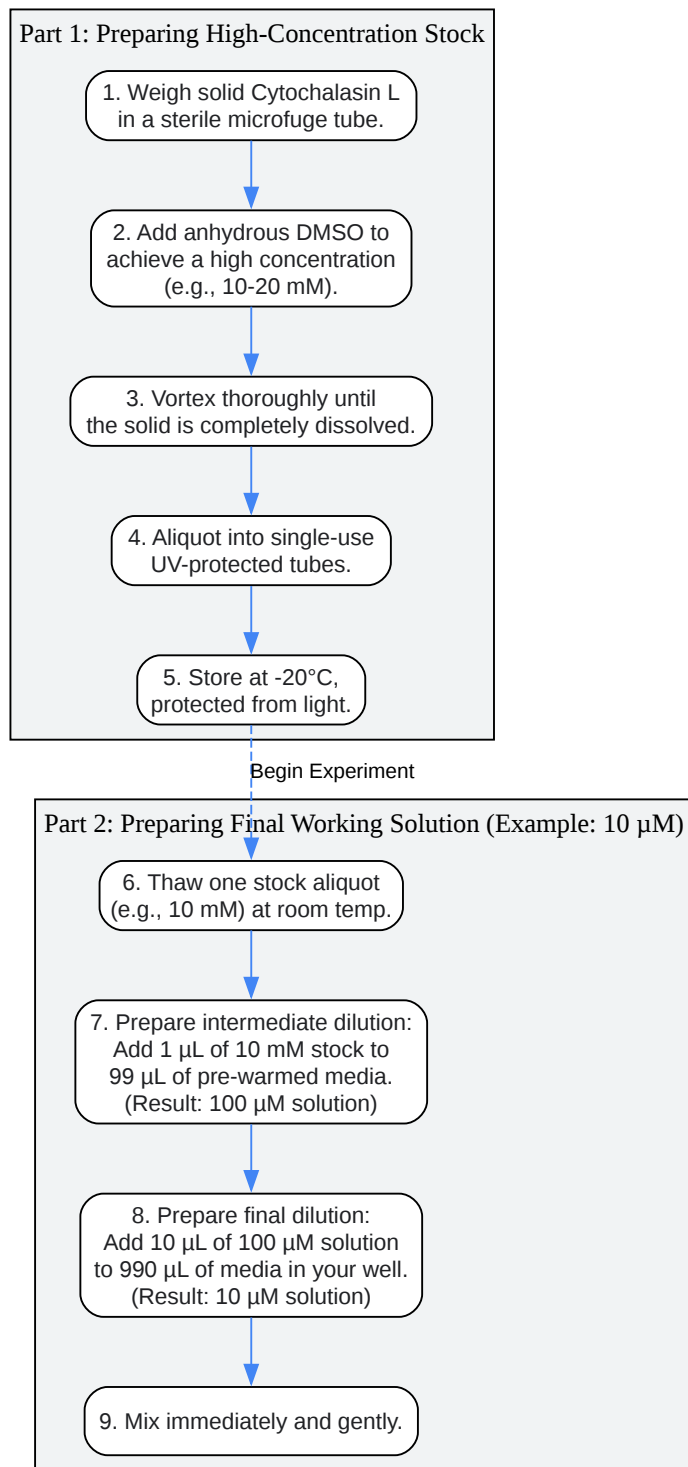 Part 1: Preparing High-Concentration Stock
1. Weigh solid Cytochalasin L
in a sterile microfuge tube.
2. Add anhydrous DMSO to
achieve a high concentration
(e.g., 10-20 mM).
3. Vortex thoroughly until
the solid is completely dissolved.
4. Aliquot into single-use
UV-protected tubes.
5. Store at -20°C,
protected from light.
Begin Experiment
Part 2: Preparing Final Working Solution (Example: 10 µM)
6. Thaw one stock aliquot
(e.g., 10 mM) at room temp.
7. Prepare intermediate dilution:
Add 1 µL of 10 mM stock to
99 µL of pre-warmed media.
(Result: 100 µM solution)
8. Prepare final dilution:
Add 10 µL of 100 µM solution
to 990 µL of media in your well.
(Result: 10 µM solution)
9. Mix immediately and gently.